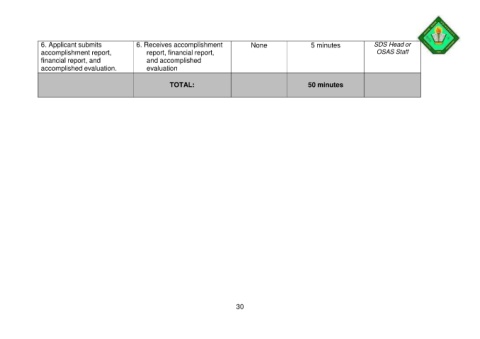 6. Applicant submits
accomplishment report,
financial report, and
accomplished evaluation.
6. Receives accomplishment
report, financial report,
and accomplished
evaluation
None
5 minutes
SDS Head or
OSAS Staff
TOTAL:
50 minutes
30